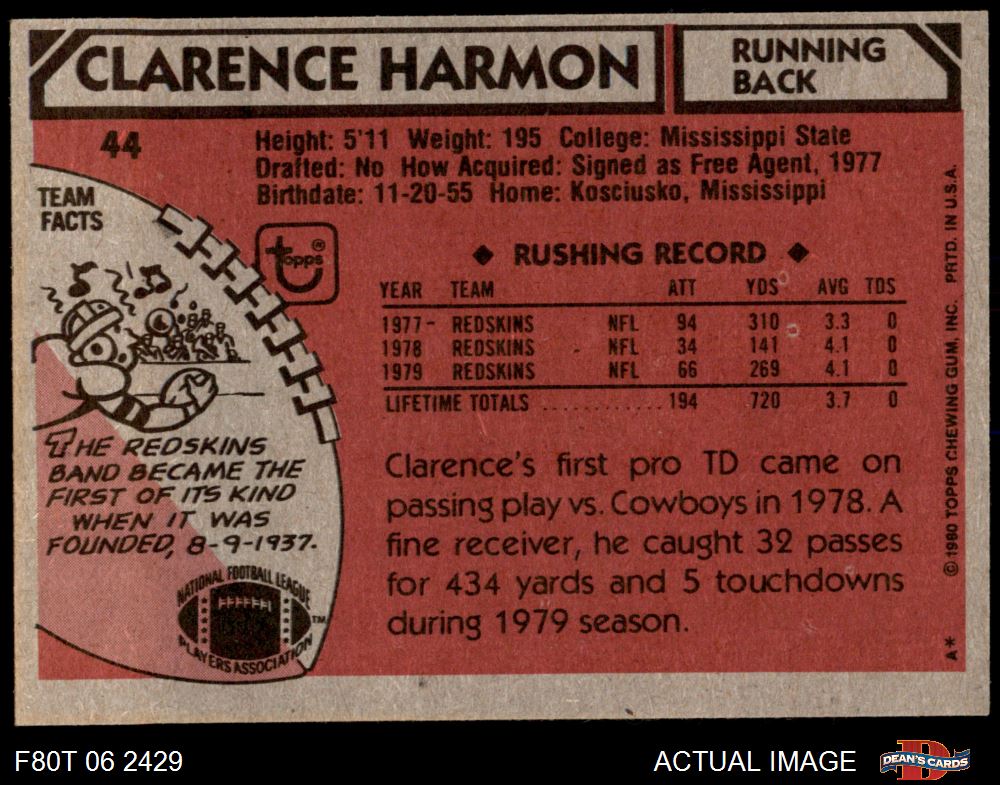 CLARENCE HARMON
RUNNING
BACK
44
Height: 5'11 Weight: 195 College: Mississippi State
Drafted: No How Acquired: Signed as Free Agent, 1977
Birthdate: 11-20-55 Home: Kosciusko, Mississippi
TEAM
FACTS
topps®
◆ RUSHING RECORD ◆
YEAR TEAM ATT YDS AVG TDS
1977- REDSKINS NFL 94 310 3.3 0
1978 REDSKINS NFL 34 141 4.1 0
1979 REDSKINS NFL 66 269 4.1 0
LIFETIME TOTALS ............ 194 720 3.7 0
THE REDSKINS
BAND BECAME THE
FIRST OF ITS KIND
WHEN IT WAS
FOUNDED, 8-9-1937.
Clarence's first pro TD came on
passing play vs. Cowboys in 1978. A
fine receiver, he caught 32 passes
for 434 yards and 5 touchdowns
during 1979 season.
NATIONAL FOOTBALL LEAGUE
PLAYERS ASSOCIATION
TM
A* ©1980 TOPPS CHEWING GUM, INC. PRTD. IN U.S.A.
F80T 06 2429
ACTUAL IMAGE
D
DEAN'S CARDS